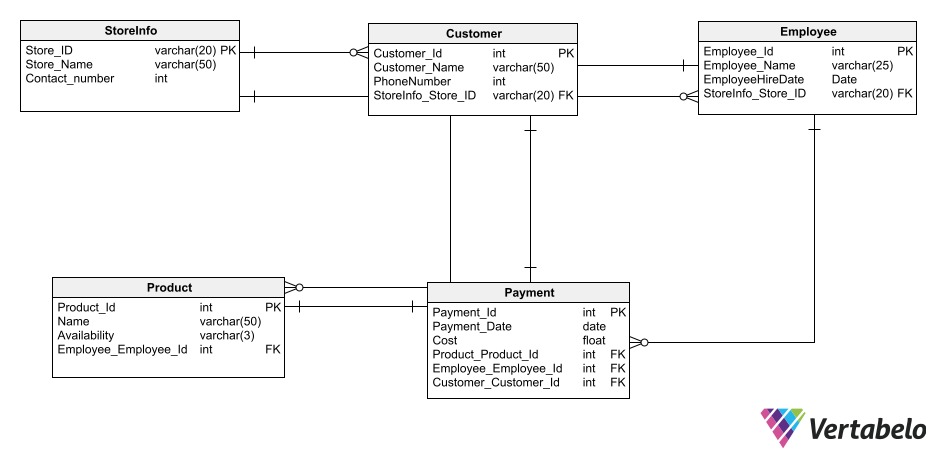 StoreInfo
Store_ID varchar(20) PK
Store_Name varchar(50)
Contact_number int
Customer
Customer_Id int PK
Customer_Name varchar(50)
PhoneNumber int
StoreInfo_Store_ID varchar(20) FK
Employee
Employee_Id int PK
Employee_Name varchar(25)
EmployeeHireDate Date
StoreInfo_Store_ID varchar(20) FK
Product
Product_Id int PK
Name varchar(50)
Availability varchar(3)
Employee_Employee_Id int FK
Payment
Payment_Id int PK
Payment_Date date
Cost float
Product_Product_Id int FK
Employee_Employee_Id int FK
Customer_Customer_Id int FK
Vertabelo